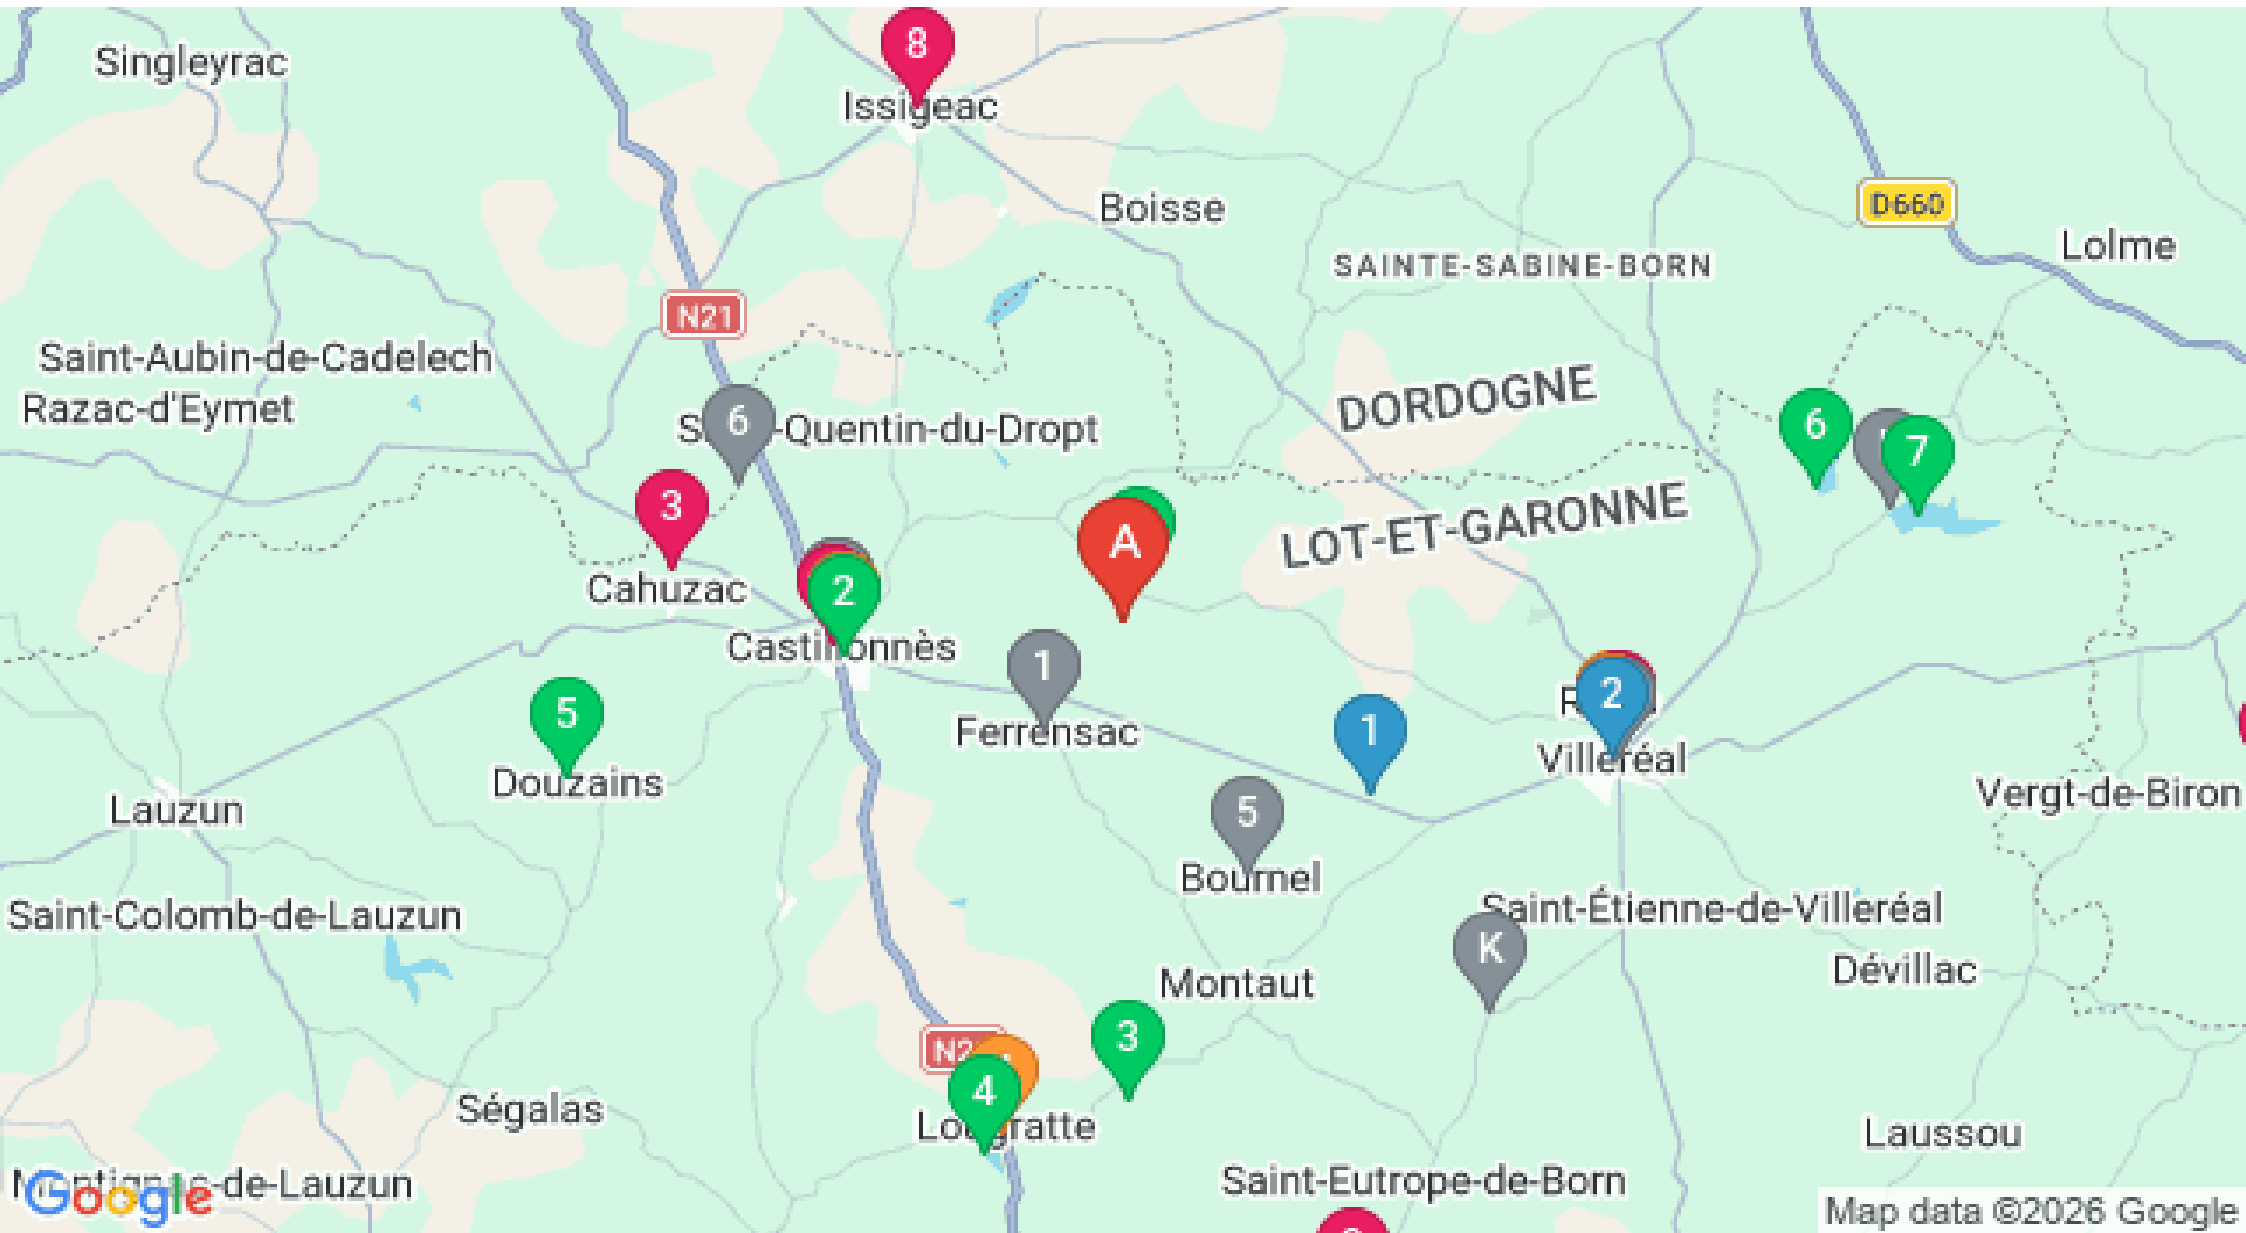 8
Singleyrac
Issigeac
Boisse
D660
Lolme
SAINTE-SABINE-BORN
N21
Saint-Aubin-de-Cadelech
Razac-d'Eymet
DORDOGNE
6
-Quentin-du-Dropt
6
7
3
LOT-ET-GARONNE
A
Cahuzac
2
Castillonnès
1
2
5
1
Ferrensac
Villeréal
Douzains
Lauzun
5
Vergt-de-Biron
Bournel
Saint-Colomb-de-Lauzun
Saint-Étienne-de-Villeréal
K
Dévillac
Montaut
3
4
Ségalas
Lougratte
Laussou
-de-Lauzun
Saint-Eutrope-de-Born
Google
Map data ©2026 Google